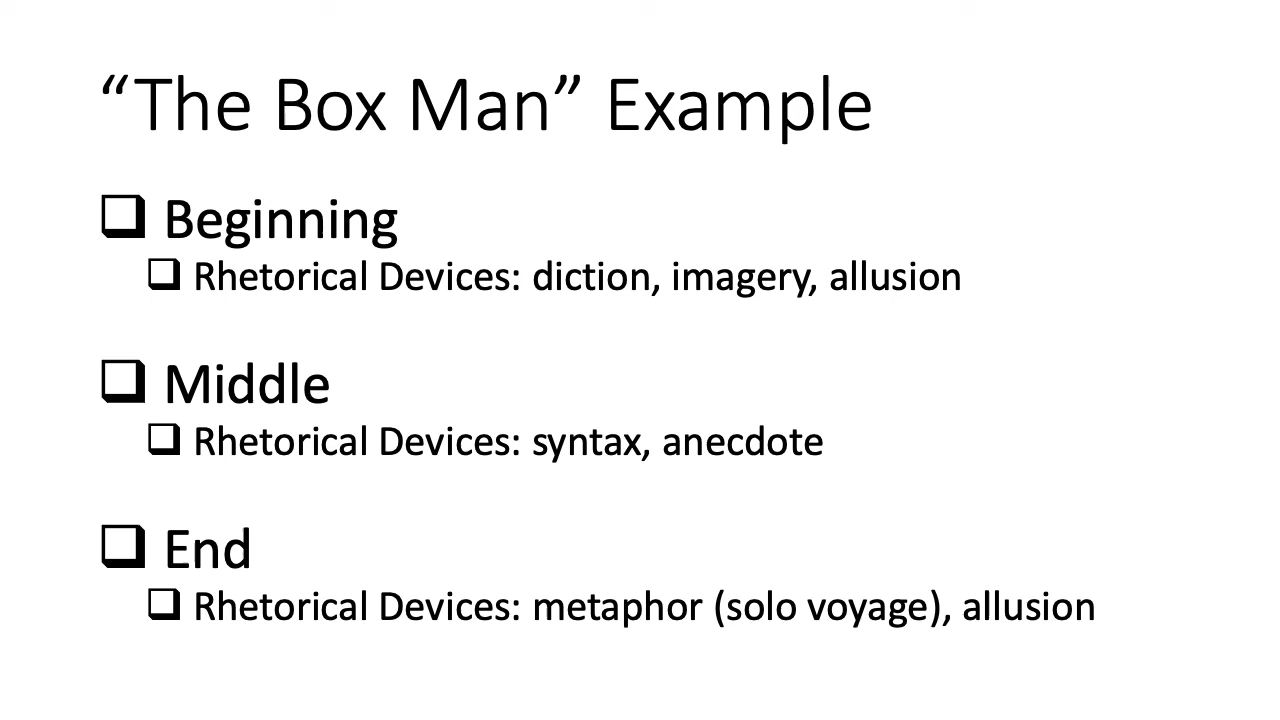 “The Box Man” Example
❑ Beginning
❑ Rhetorical Devices: diction, imagery, allusion
❑ Middle
❑ Rhetorical Devices: syntax, anecdote
❑ End
❑ Rhetorical Devices: metaphor (solo voyage), allusion